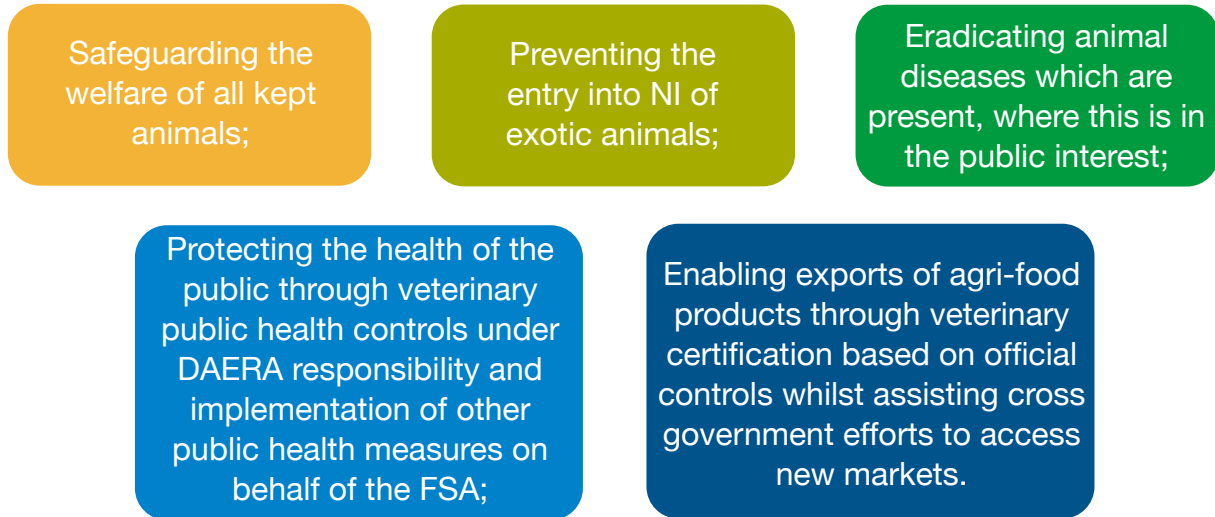 Safeguarding the
welfare of all kept
animals;
Preventing the
entry into NI of
exotic animals;
Eradicating animal
diseases which are
present, where this is in
the public interest;
Protecting the health of the
public through veterinary
public health controls under
DAERA responsibility and
implementation of other
public health measures on
behalf of the FSA;
Enabling exports of agri-food
products through veterinary
certification based on official
controls whilst assisting cross
government efforts to access
new markets.